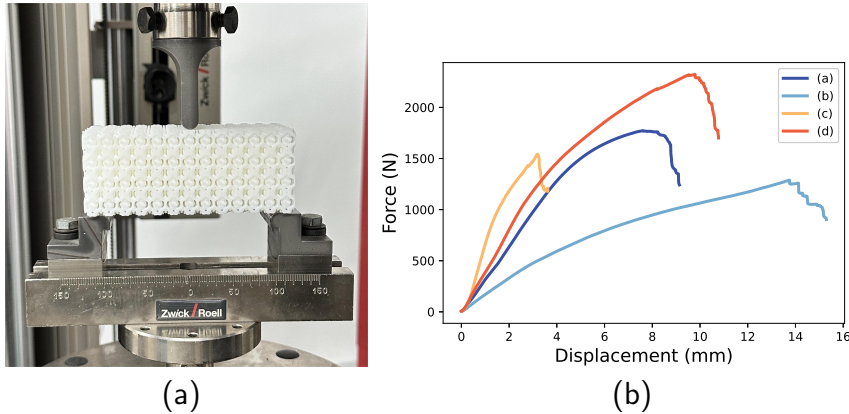 Zwick / Roell
150 100 50 0 50 100 150
Zwick / Roell
(a)
Force (N)
2000
1500
1000
500
0
0 2 4 6 8 10 12 14 16
Displacement (mm)
(a)
(b)
(c)
(d)
(b)